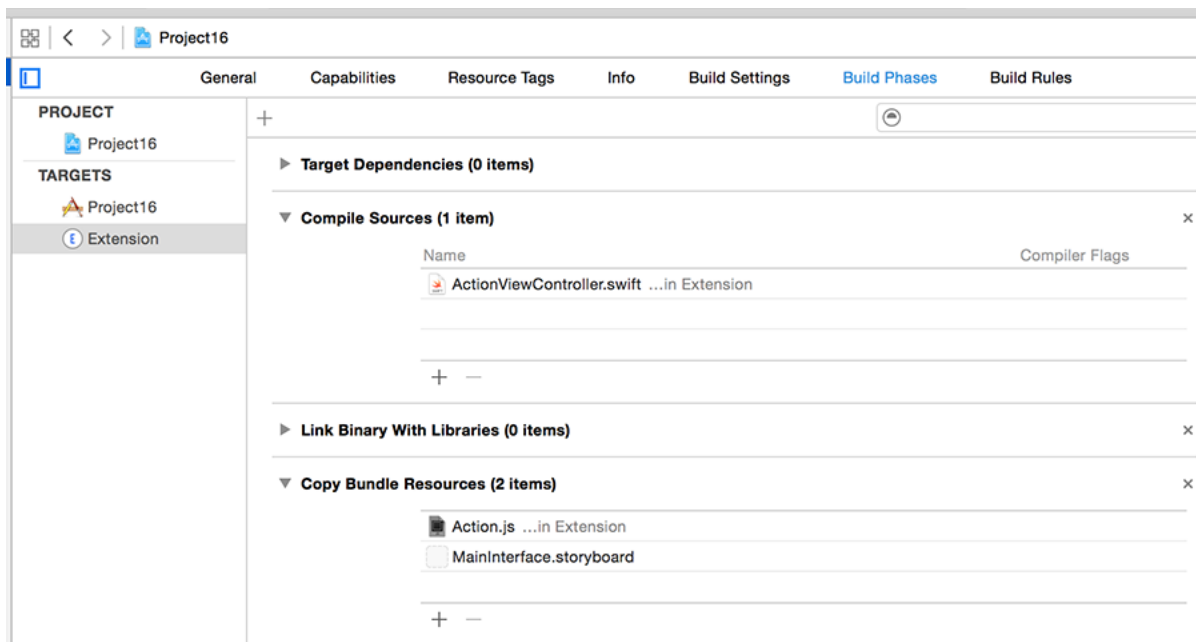 Project16
General Capabilities Resource Tags Info Build Settings Build Phases Build Rules
PROJECT
Project16
TARGETS
Project16
Extension
Target Dependencies (0 items)
Compile Sources (1 item)
Name Compiler Flags
ActionViewController.swift ...in Extension
Link Binary With Libraries (0 items)
Copy Bundle Resources (2 items)
Action.js ...in Extension
MainInterface.storyboard